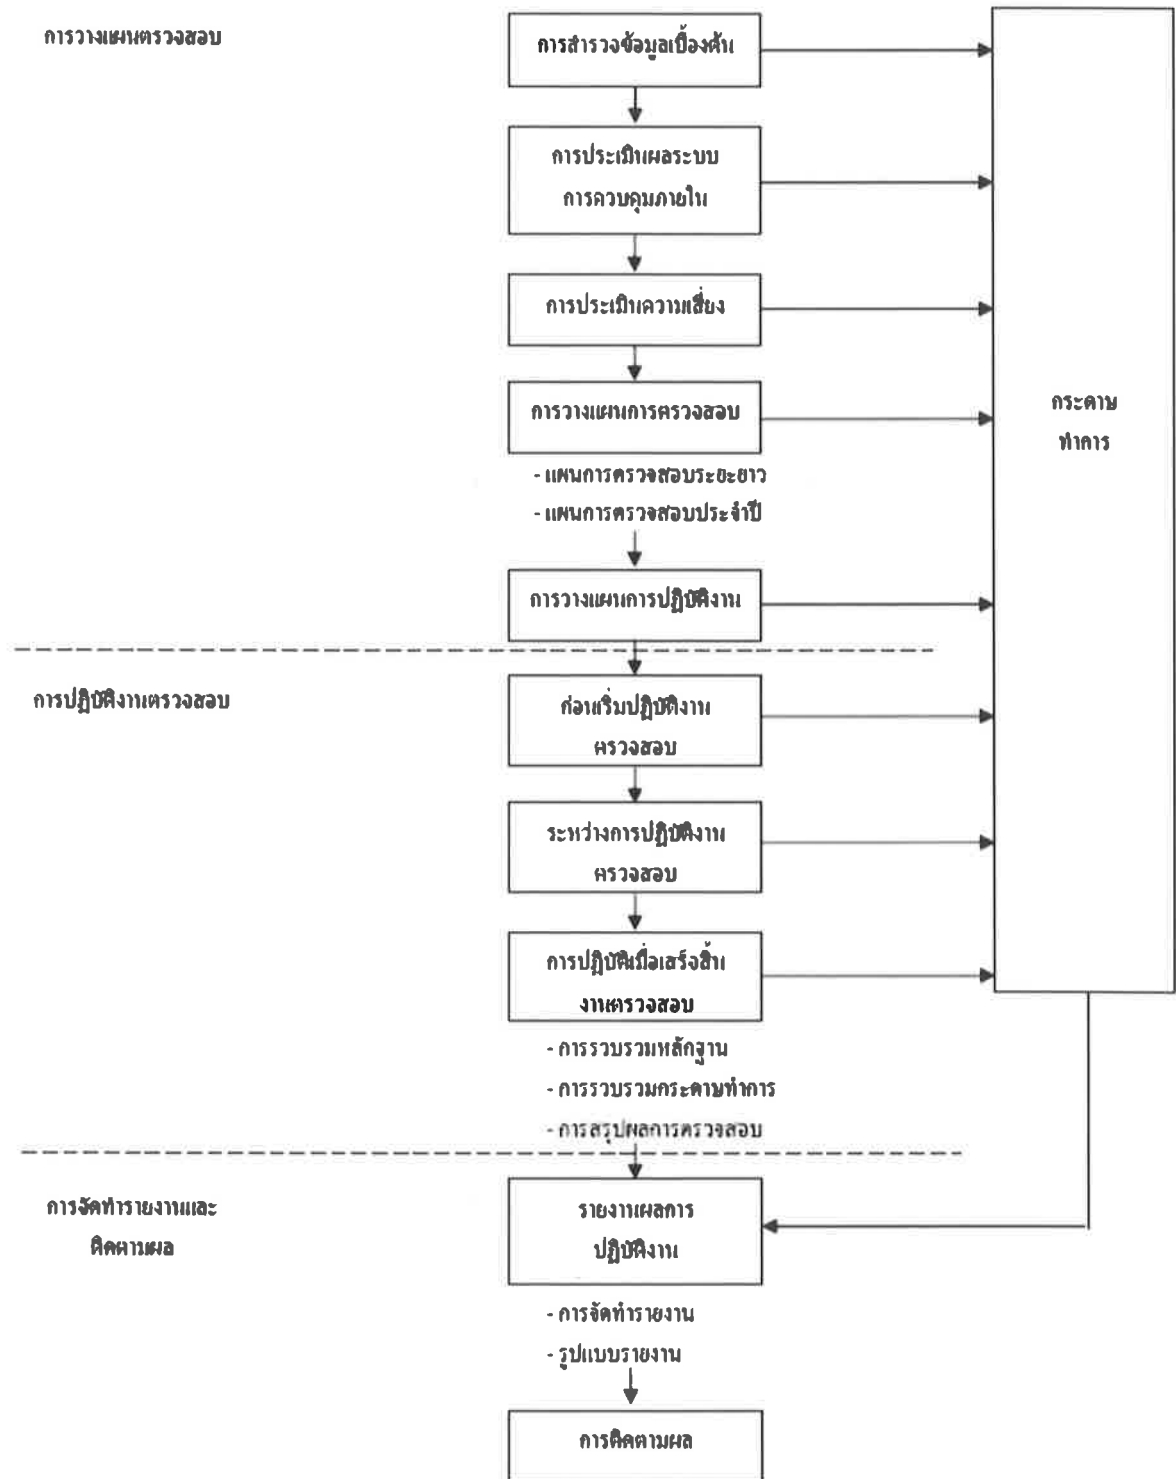 การวางแผนตรวจสอบ
การสำรวจข้อมูลเบื้องต้น
การประเมินผลระบบ
การควบคุมภายใน
การประเมินความเสี่ยง
การวางแผนการตรวจสอบ
- แผนการตรวจสอบระยะยาว
- แผนการตรวจสอบประจำปี
การวางแผนการปฏิบัติงาน
กระดาษ
ทำการ
การปฏิบัติงานตรวจสอบ
ก่อนเริ่มปฏิบัติงาน
ตรวจสอบ
ระหว่างการปฏิบัติงาน
ตรวจสอบ
การปฏิบัติเมื่อเสร็จสิ้น
งานตรวจสอบ
- การรวบรวมหลักฐาน
- การรวบรวมกระดาษทำการ
- การสรุปผลการตรวจสอบ
การจัดทำรายงานและ
ติดตามผล
รายงานผลการ
ปฏิบัติงาน
- การจัดทำรายงาน
- รูปแบบรายงาน
การติดตามผล